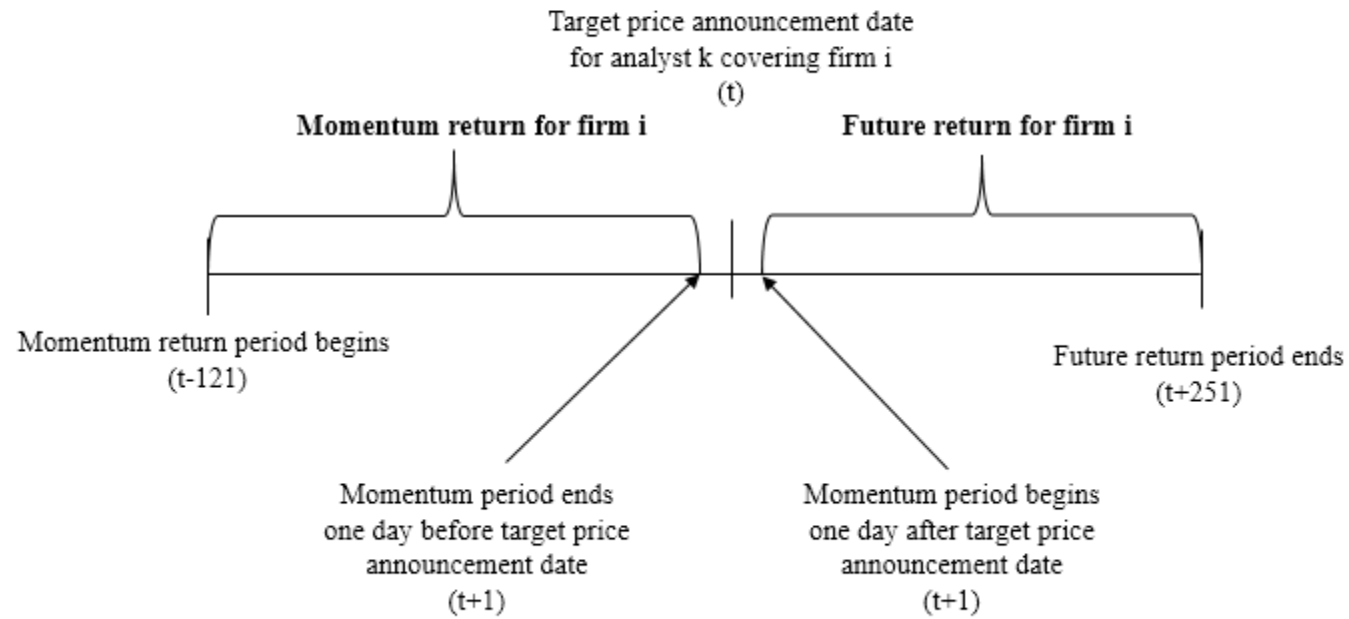 Target price announcement date
for analyst k covering firm i
(t)
Momentum return for firm i
Future return for firm i
Momentum return period begins
(t-121)
Future return period ends
(t+251)
Momentum period ends
one day before target price
announcement date
(t+1)
Momentum period begins
one day after target price
announcement date
(t+1)